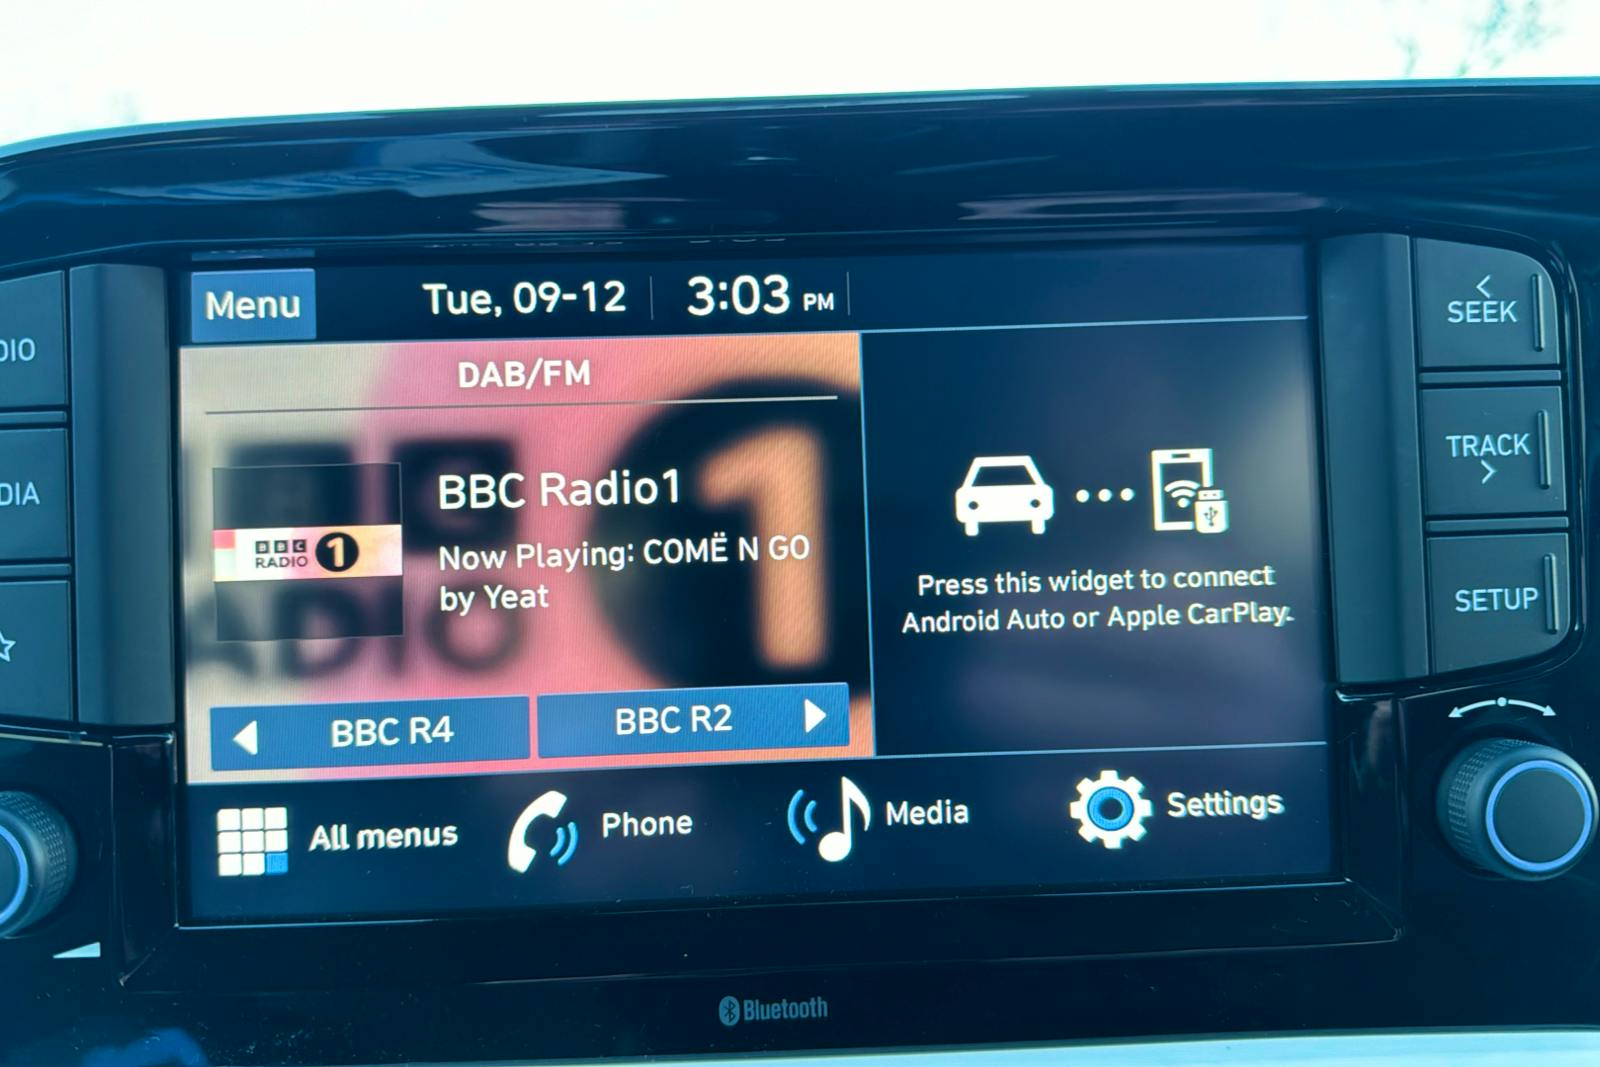 Menu
Tue, 09-12
3:03 PM
DAB/FM
BBC Radio1
Now Playing: COMË N GO
by Yeat
BBC
RADIO 1
BBC R4
BBC R2
Press this widget to connect
Android Auto or Apple CarPlay.
All menus
Phone
Media
Settings
DIO
DIA
SEEK
TRACK
SETUP
Bluetooth